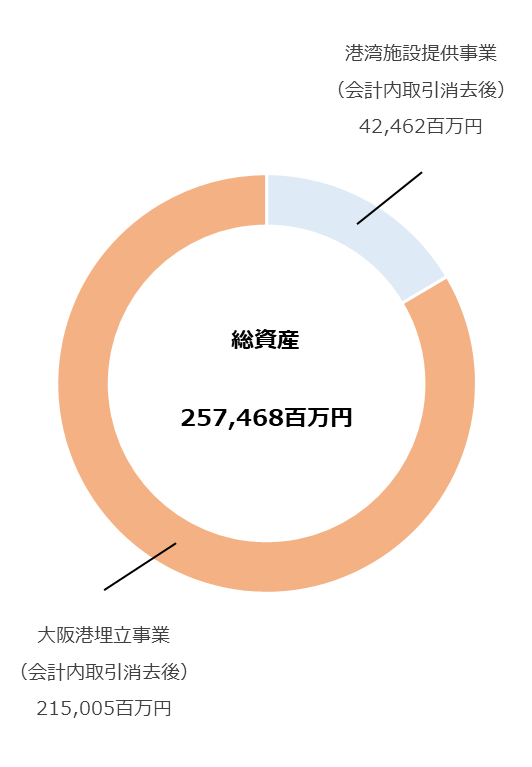 港湾施設提供事業
（会計内取引消去後）
42,462百万円
総資産
257,468百万円
大阪港埋立事業
（会計内取引消去後）
215,005百万円